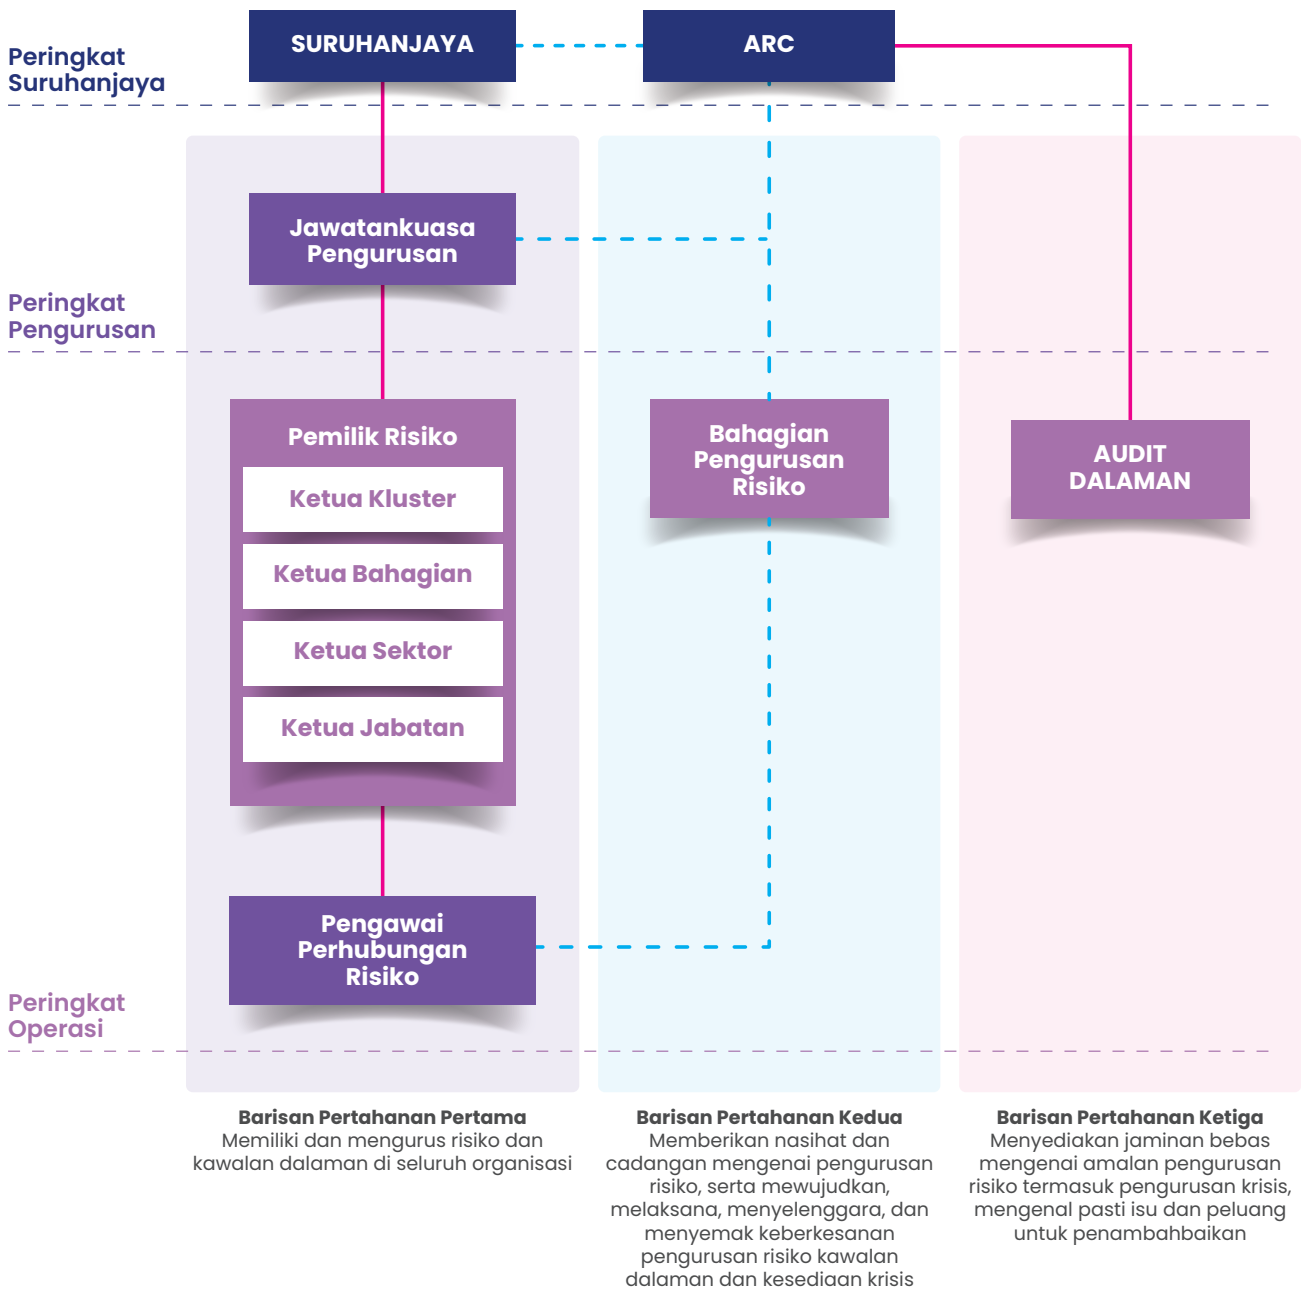 SURUHANJAYA
ARC
Peringkat
Suruhanjaya
Jawatankuasa
Pengurusan
Peringkat
Pengurusan
Pemilik Risiko
Ketua Kluster
Ketua Bahagian
Ketua Sektor
Ketua Jabatan
Bahagian
Pengurusan
Risiko
AUDIT
DALAMAN
Pengawai
Perhubungan
Risiko
Peringkat
Operasi
Barisan Pertahanan Pertama
Memiliki dan mengurus risiko dan
kawalan dalaman di seluruh organisasi
Barisan Pertahanan Kedua
Memberikan nasihat dan
cadangan mengenai pengurusan
risiko, serta mewujudkan,
melaksana, menyelenggara, dan
menyemak keberkesanan
pengurusan risiko kawalan
dalaman dan kesediaan krisis
Barisan Pertahanan Ketiga
Menyediakan jaminan bebas
mengenai amalan pengurusan
risiko termasuk pengurusan krisis,
mengenal pasti isu dan peluang
untuk penambahbaikan